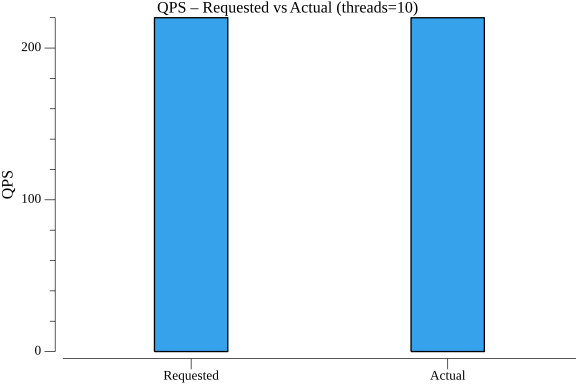 QPS – Requested vs Actual (threads=10)
QPS
200
100
0
Requested
Actual